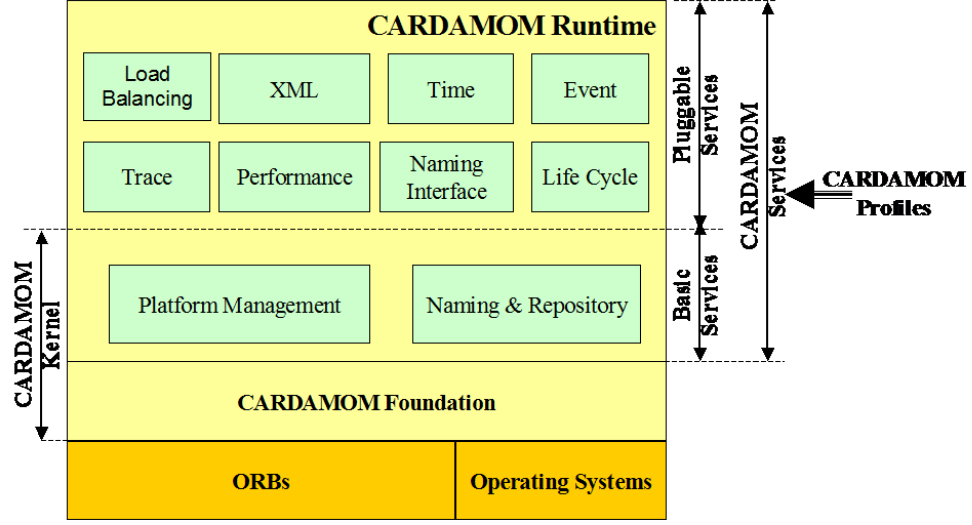 CARDAMOM Runtime
Load
Balancing
XML
Time
Event
Trace
Performance
Naming
Interface
Life Cycle
Platform Management
Naming & Repository
CARDAMOM Foundation
ORBs
Operating Systems
CARDAMOM
Kernel
Pluggable
Services
Basic
Services
CARDAMOM
Services
CARDAMOM
Profiles